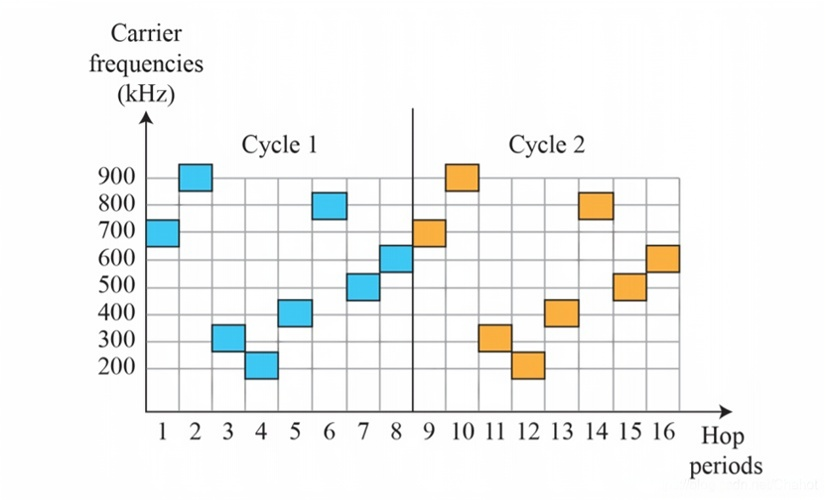 Carrier
frequencies
(kHz)
Cycle 1
Cycle 2
900
800
700
600
500
400
300
200
1 2 3 4 5 6 7 8 9 10 11 12 13 14 15 16
Hop
periods